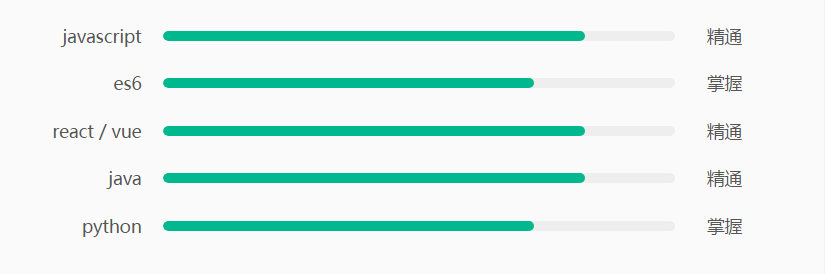 javascript 精通
es6 掌握
react / vue 精通
java 精通
python 掌握